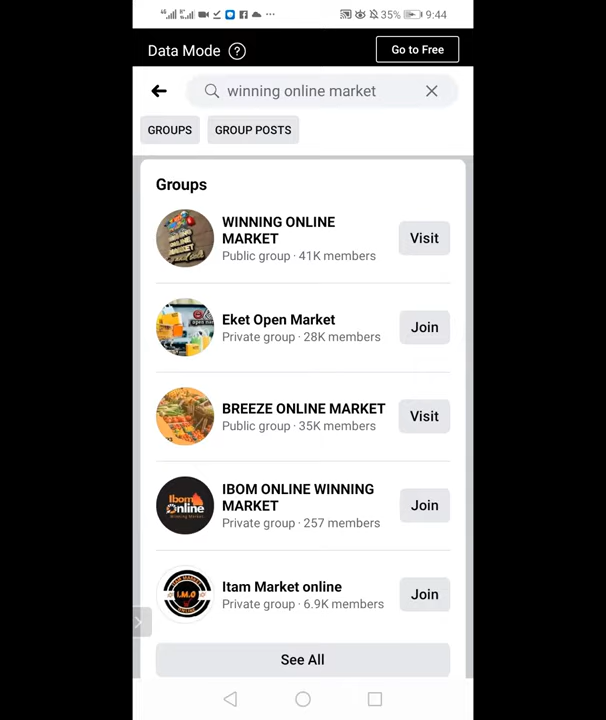 35% 9:44
Data Mode ? Go to Free
winning online market
GROUPS GROUP POSTS
Groups
WINNING ONLINE
MARKET
Public group · 41K members
Visit
Eket Open Market
Private group · 28K members
Join
BREEZE ONLINE MARKET
Public group · 35K members
Visit
Ibom
Online
IBOM ONLINE WINNING
MARKET
Private group · 257 members
Join
I.M.O
Itam Market online
Private group · 6.9K members
Join
See All